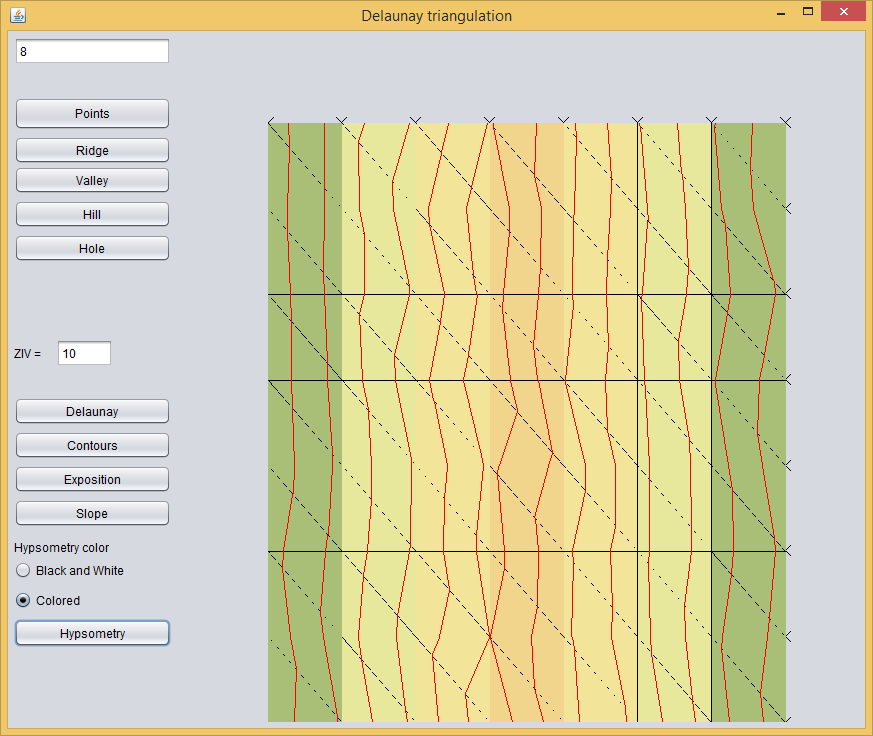 Delaunay triangulation
8
Points
Ridge
Valley
Hill
Hole
ZIV = 10
Delaunay
Contours
Exposition
Slope
Hypsometry color
Black and White
Colored
Hypsometry